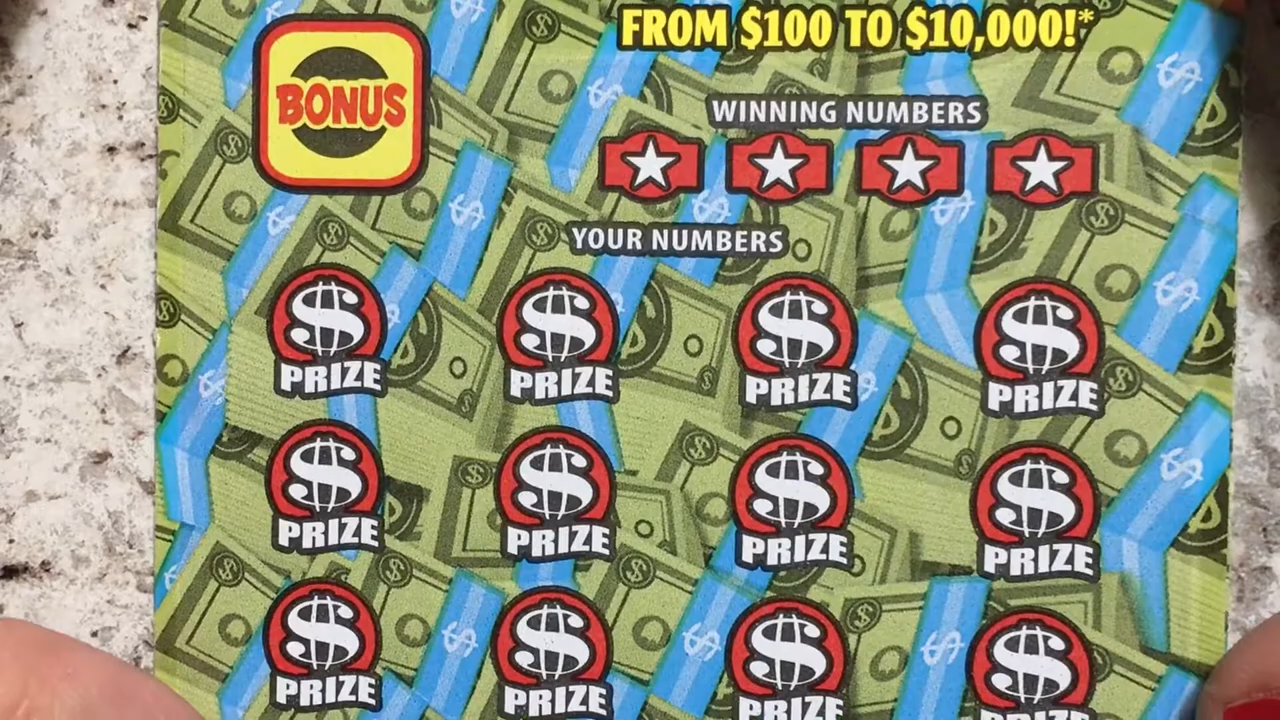 FROM $100 TO $10,000!*
BONUS
WINNING NUMBERS
YOUR NUMBERS
$ $ $ $
PRIZE PRIZE PRIZE PRIZE
$ $ $ $
PRIZE PRIZE PRIZE PRIZE
$ $ $ $
PRIZE PRIZE PRIZE PRIZE